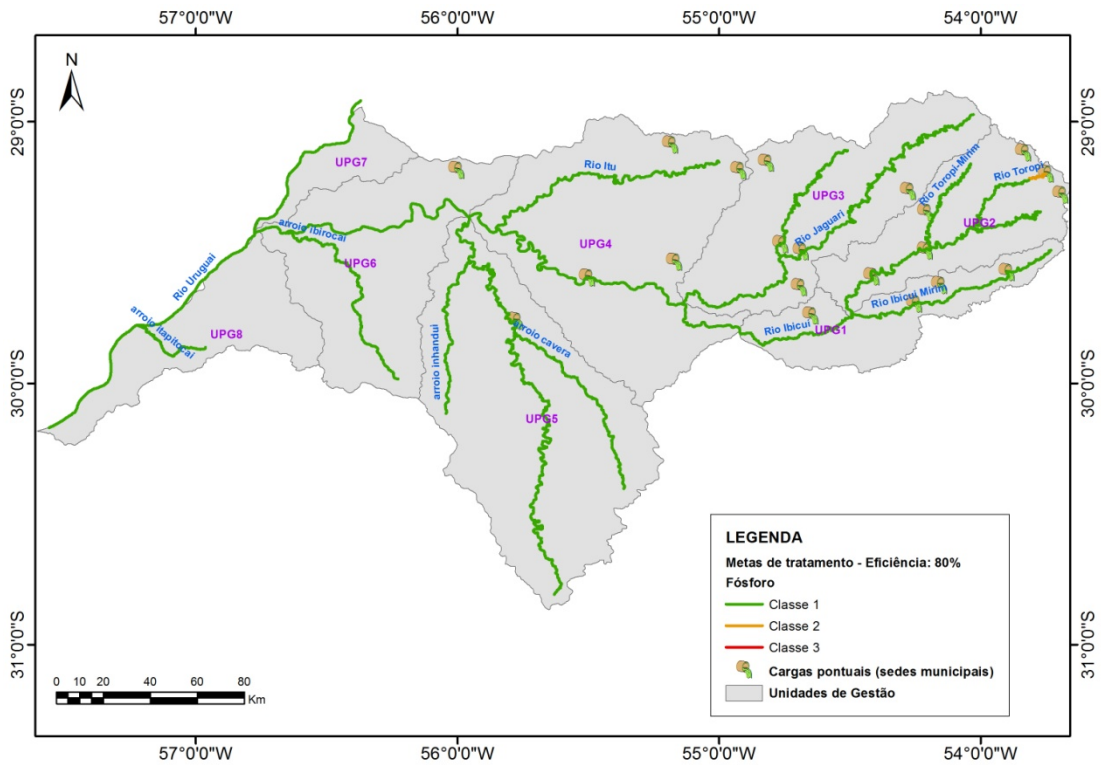 57°0'0"W
56°0'0"W
55°0'0"W
54°0'0"W
N
29°0'0"S
29°0'0"S
UPG7
Rio Itu
UPG3
Rio Toropi-Mirim
Rio Toropi
Rio Jaguari
UPG2
arroio ibirocai
UPG4
UPG6
Rio Uruguai
Rio Ibicui Mirim
arroio itapitocai
UPG8
arroio inhandui
arroio cavera
Rio Ibicui
UPG1
30°0'0"S
30°0'0"S
UPG5
LEGENDA
Metas de tratamento - Eficiência: 80%
Fósforo
Classe 1
Classe 2
Classe 3
Cargas pontuais (sedes municipais)
Unidades de Gestão
31°0'0"S
31°0'0"S
0 10 20 40 60 80
Km
57°0'0"W
56°0'0"W
55°0'0"W
54°0'0"W